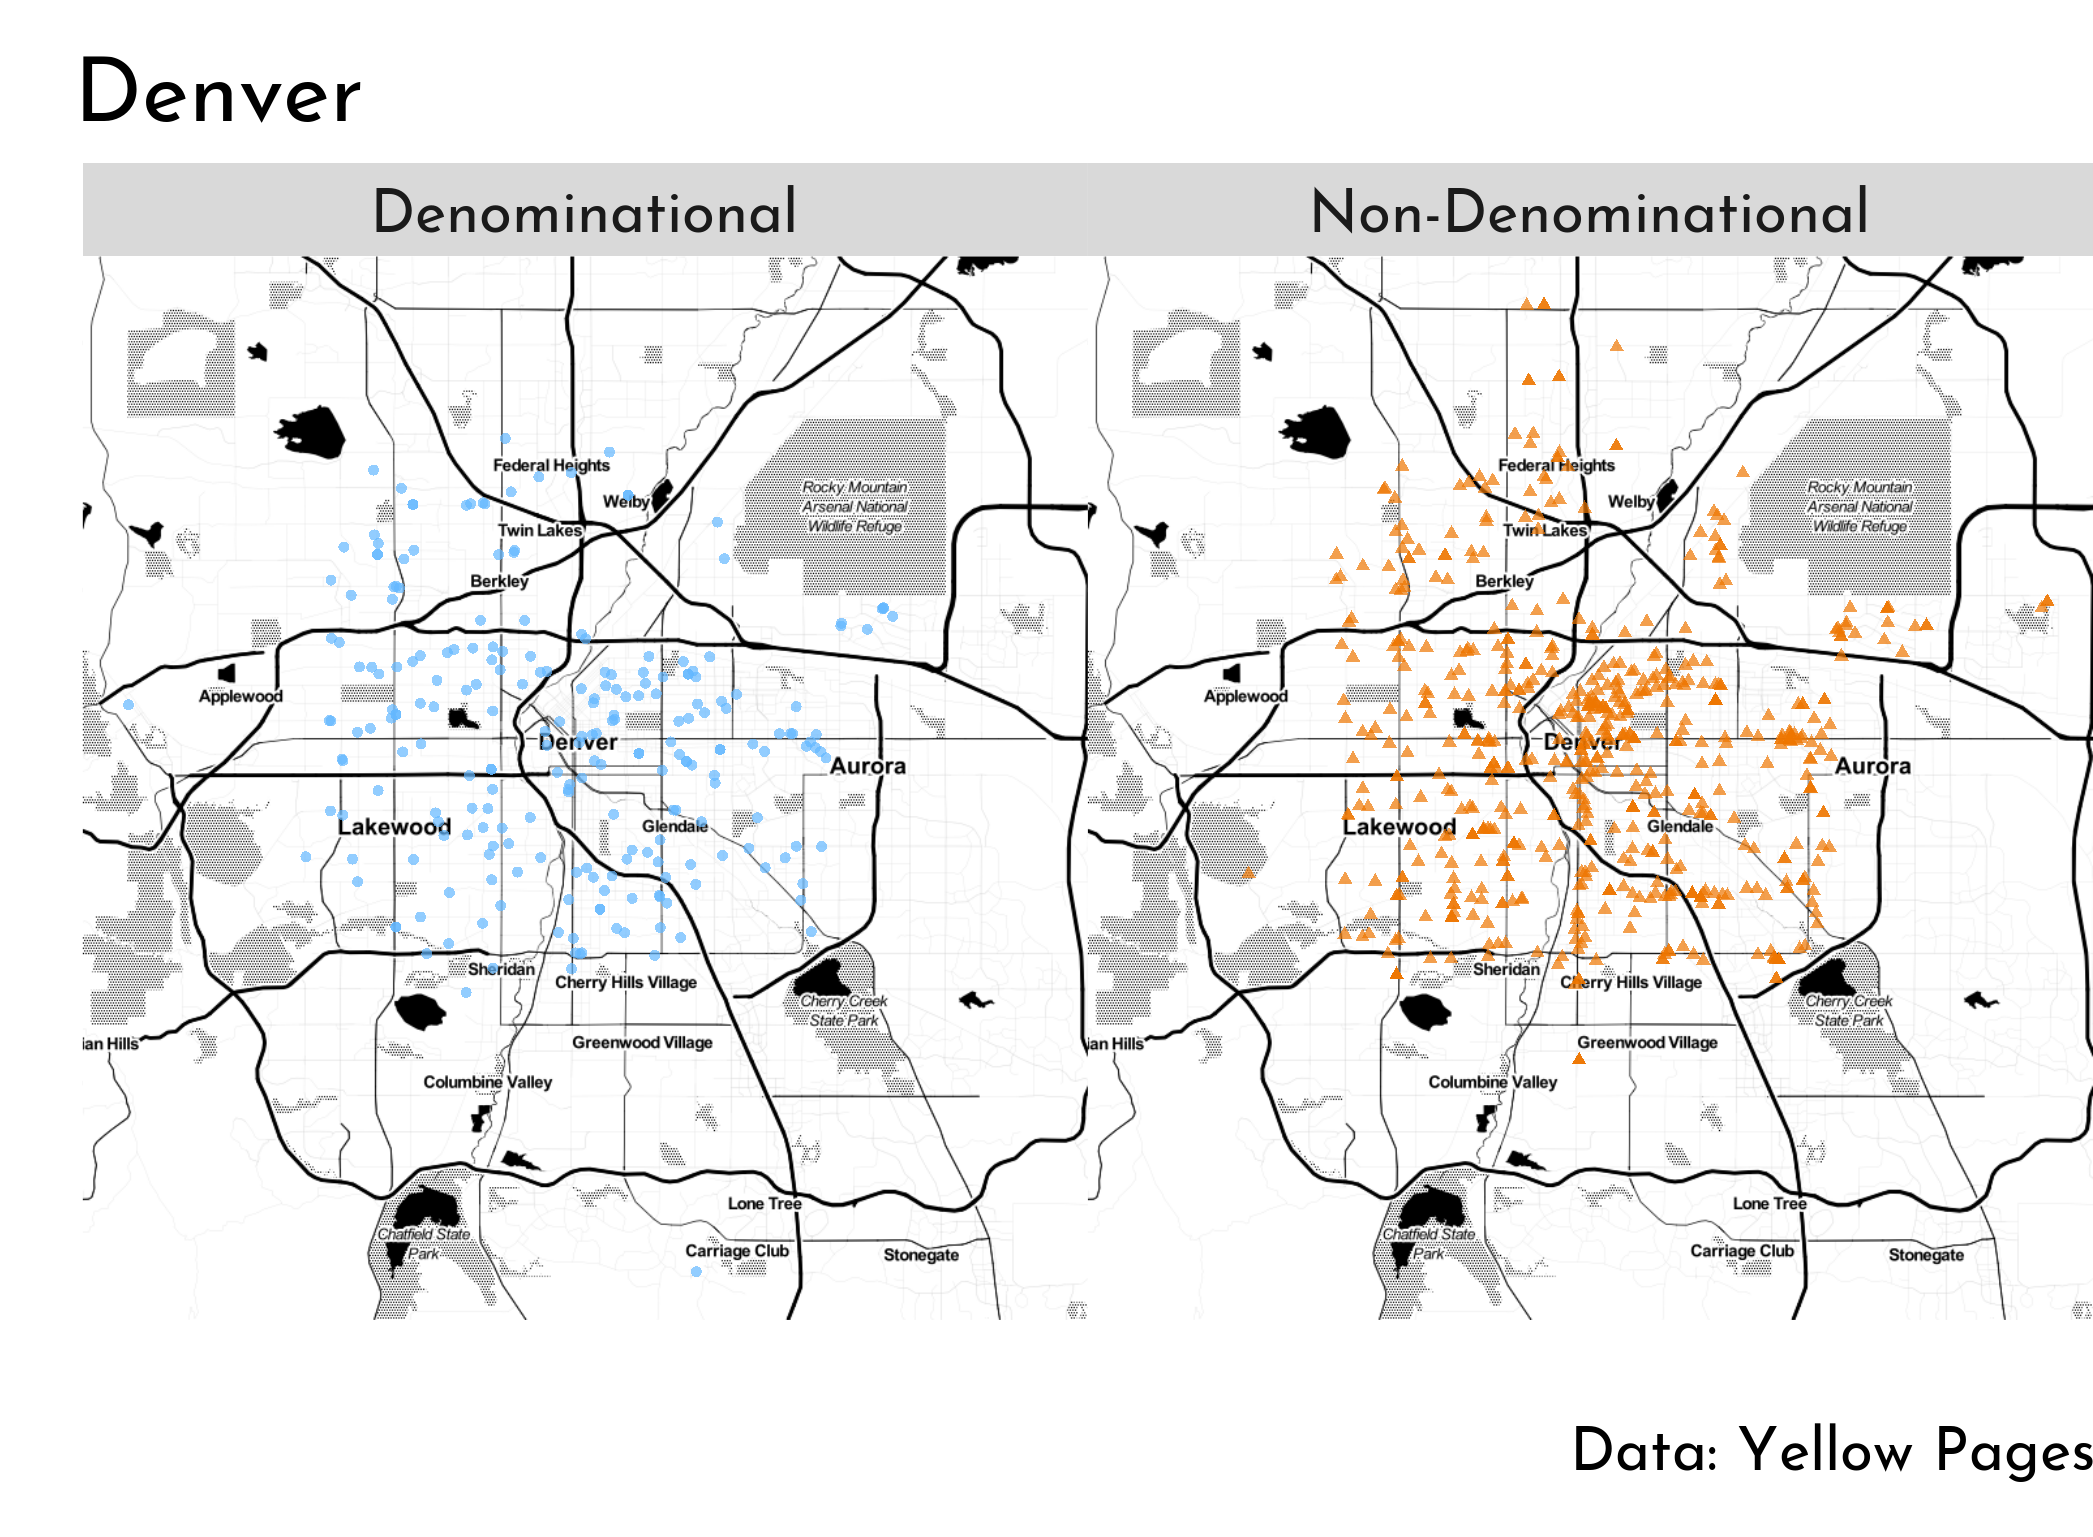 Denver
Denominational
Non-Denominational
Federal Heights
Welby
Twin Lakes
Berkley
Rocky Mountain
Arsenal National
Wildlife Refuge
Applewood
Denver
Aurora
Lakewood
Glendale
Sheridan
Cherry Hills Village
Cherry Creek
State Park
ian Hills
Greenwood Village
Columbine Valley
Lone Tree
Chatfield State
Park
Carriage Club
Stonegate
Federal Heights
Welby
Twin Lakes
Berkley
Rocky Mountain
Arsenal National
Wildlife Refuge
Applewood
Denver
Aurora
Lakewood
Glendale
Sheridan
Cherry Hills Village
Cherry Creek
State Park
ian Hills
Greenwood Village
Columbine Valley
Lone Tree
Chatfield State
Park
Carriage Club
Stonegate
Data: Yellow Pages